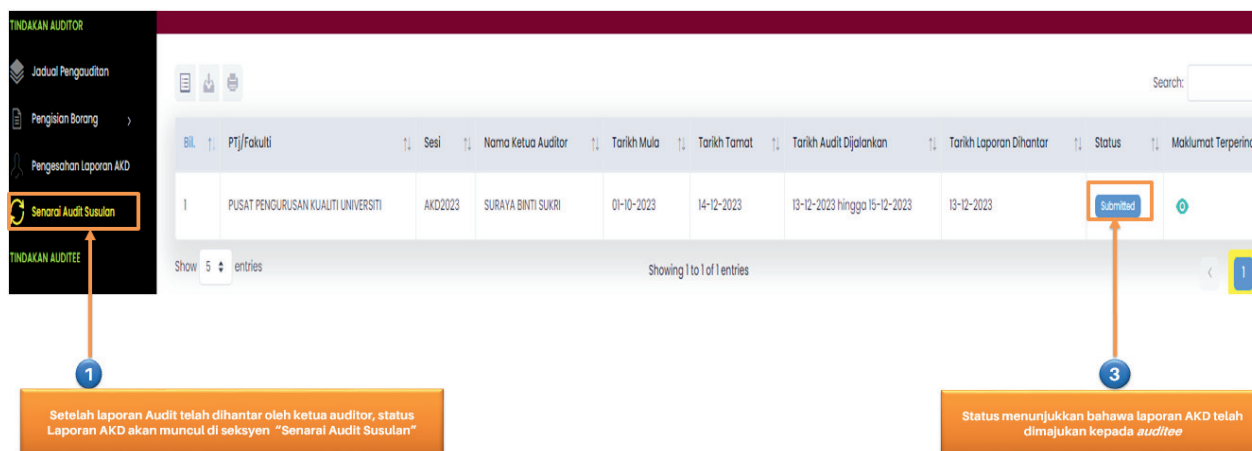 TINDAKAN AUDITOR
Jadual Pengauditan
Pengisian Borang >
Pengesahan Laporan AKD
Senarai Audit Susulan
TINDAKAN AUDITEE
Search:
Bil. PTj/Fakulti Sesi Nama Ketua Auditor Tarikh Mula Tarikh Tamat Tarikh Audit Dijalankan Tarikh Laporan Dihantar Status Maklumat Terperinc
1 PUSAT PENGURUSAN KUALITI UNIVERSITI AKD2023 SURAYA BINTI SUKRI 01-10-2023 14-12-2023 13-12-2023 hingga 15-12-2023 13-12-2023 Submitted
Show 5 entries Showing 1 to 1 of 1 entries < 1
1
Setelah laporan Audit telah dihantar oleh ketua auditor, status
Laporan AKD akan muncul di seksyen “Senarai Audit Susulan”
3
Status menunjukkan bahawa laporan AKD telah
dimajukan kepada auditee